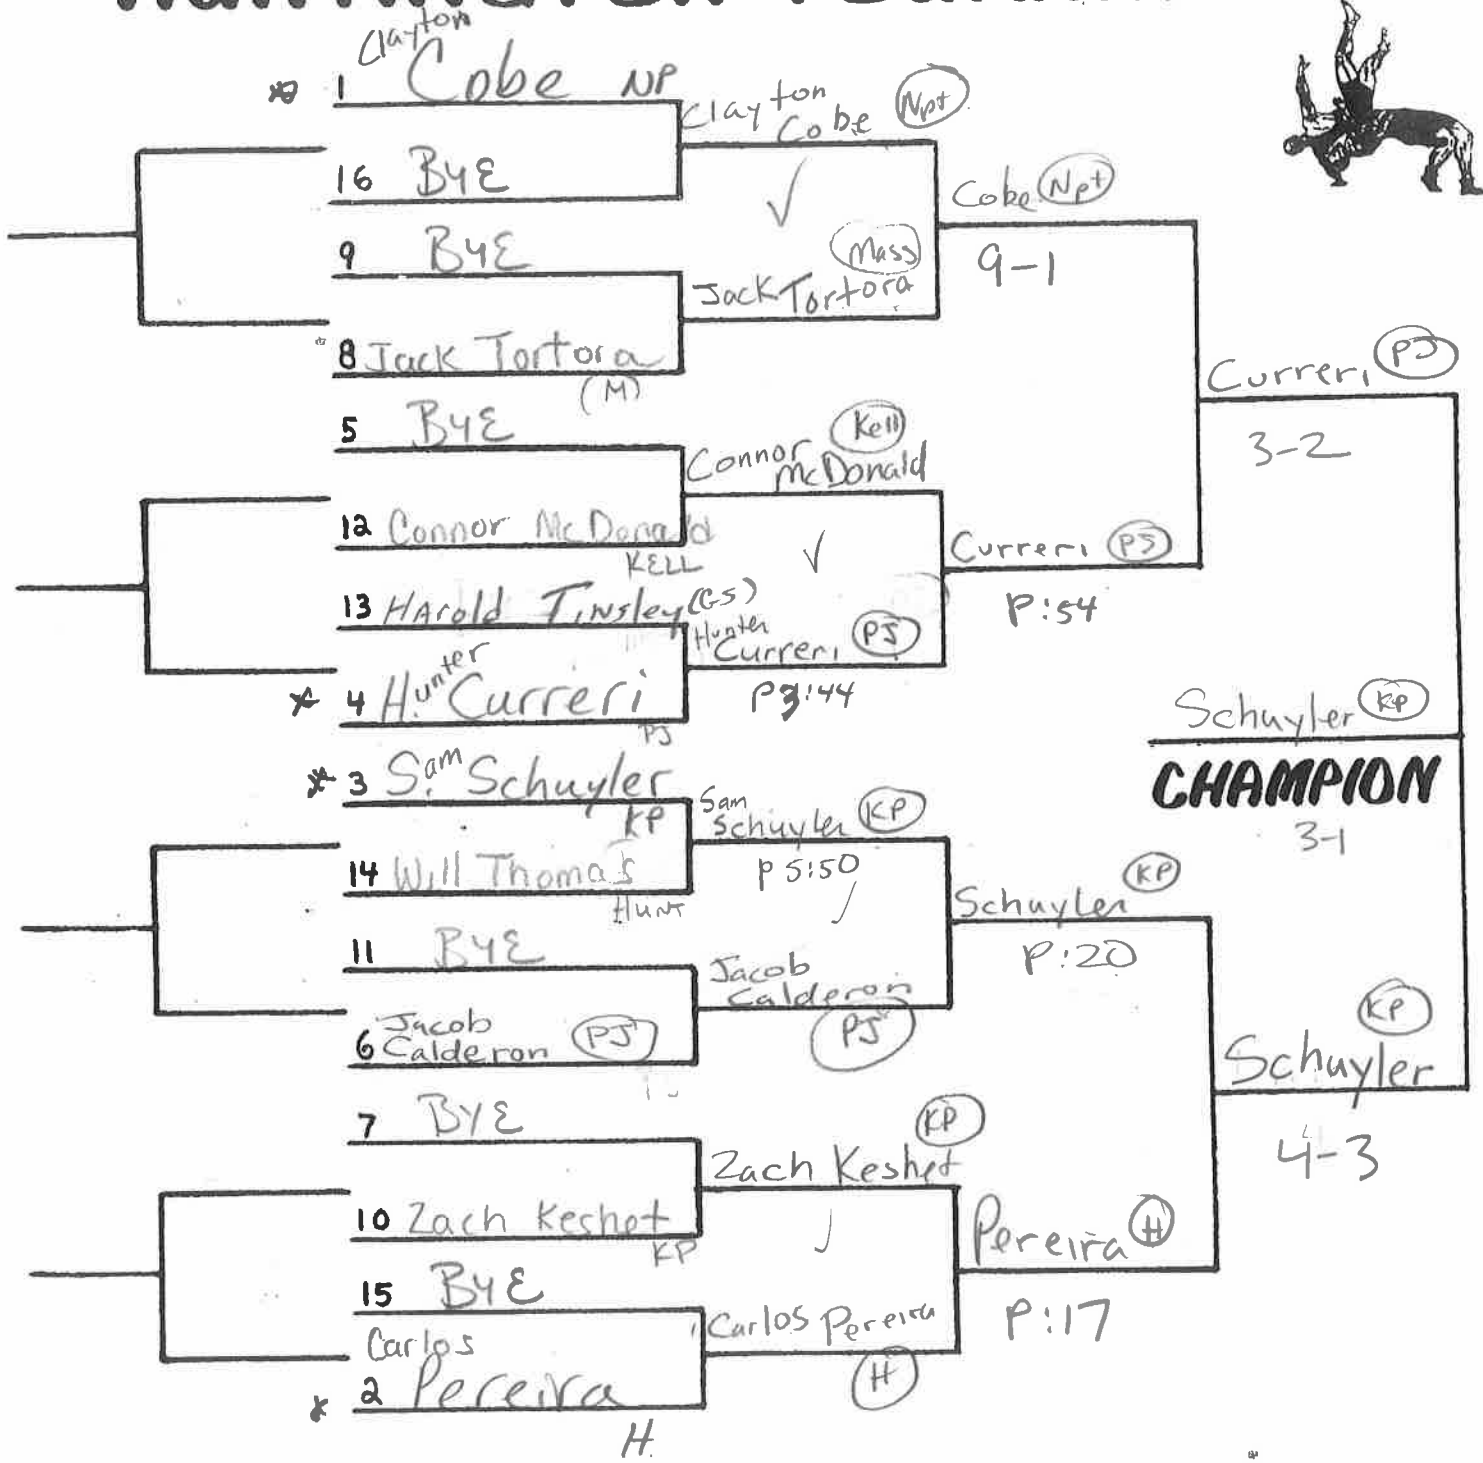 Clayton
1 Cobe NP
16 ByE
9 ByE
8 Jack Tortora
(M)
5 ByE
12 Connor McDonald
KELL
13 HArold Tinsley (GS)
4 Hunter Curreri
PJ
3 Sam Schuyler
KP
14 Will Thomas
Hunt
11 ByE
6 Jacob Calderon PJ
7 ByE
10 Zach Keshet
KP
15 ByE
Carlos
2 Pereira
H
Clayton Cobe Npt
Mass
Jack Tortora
Connor McDonald Kell
Hunter Curreri PJ
P3:44
Sam Schuyler KP
P 5:50
Jacob Calderon
PJ
Zach Keshet KP
Carlos Pereira
H
Cobe Npt
9-1
Curreri PJ
P:54
Schuyler KP
P:20
Pereira H
P:17
Curreri PJ
3-2
Schuyler KP
4-3
Schuyler KP
CHAMPION
3-1